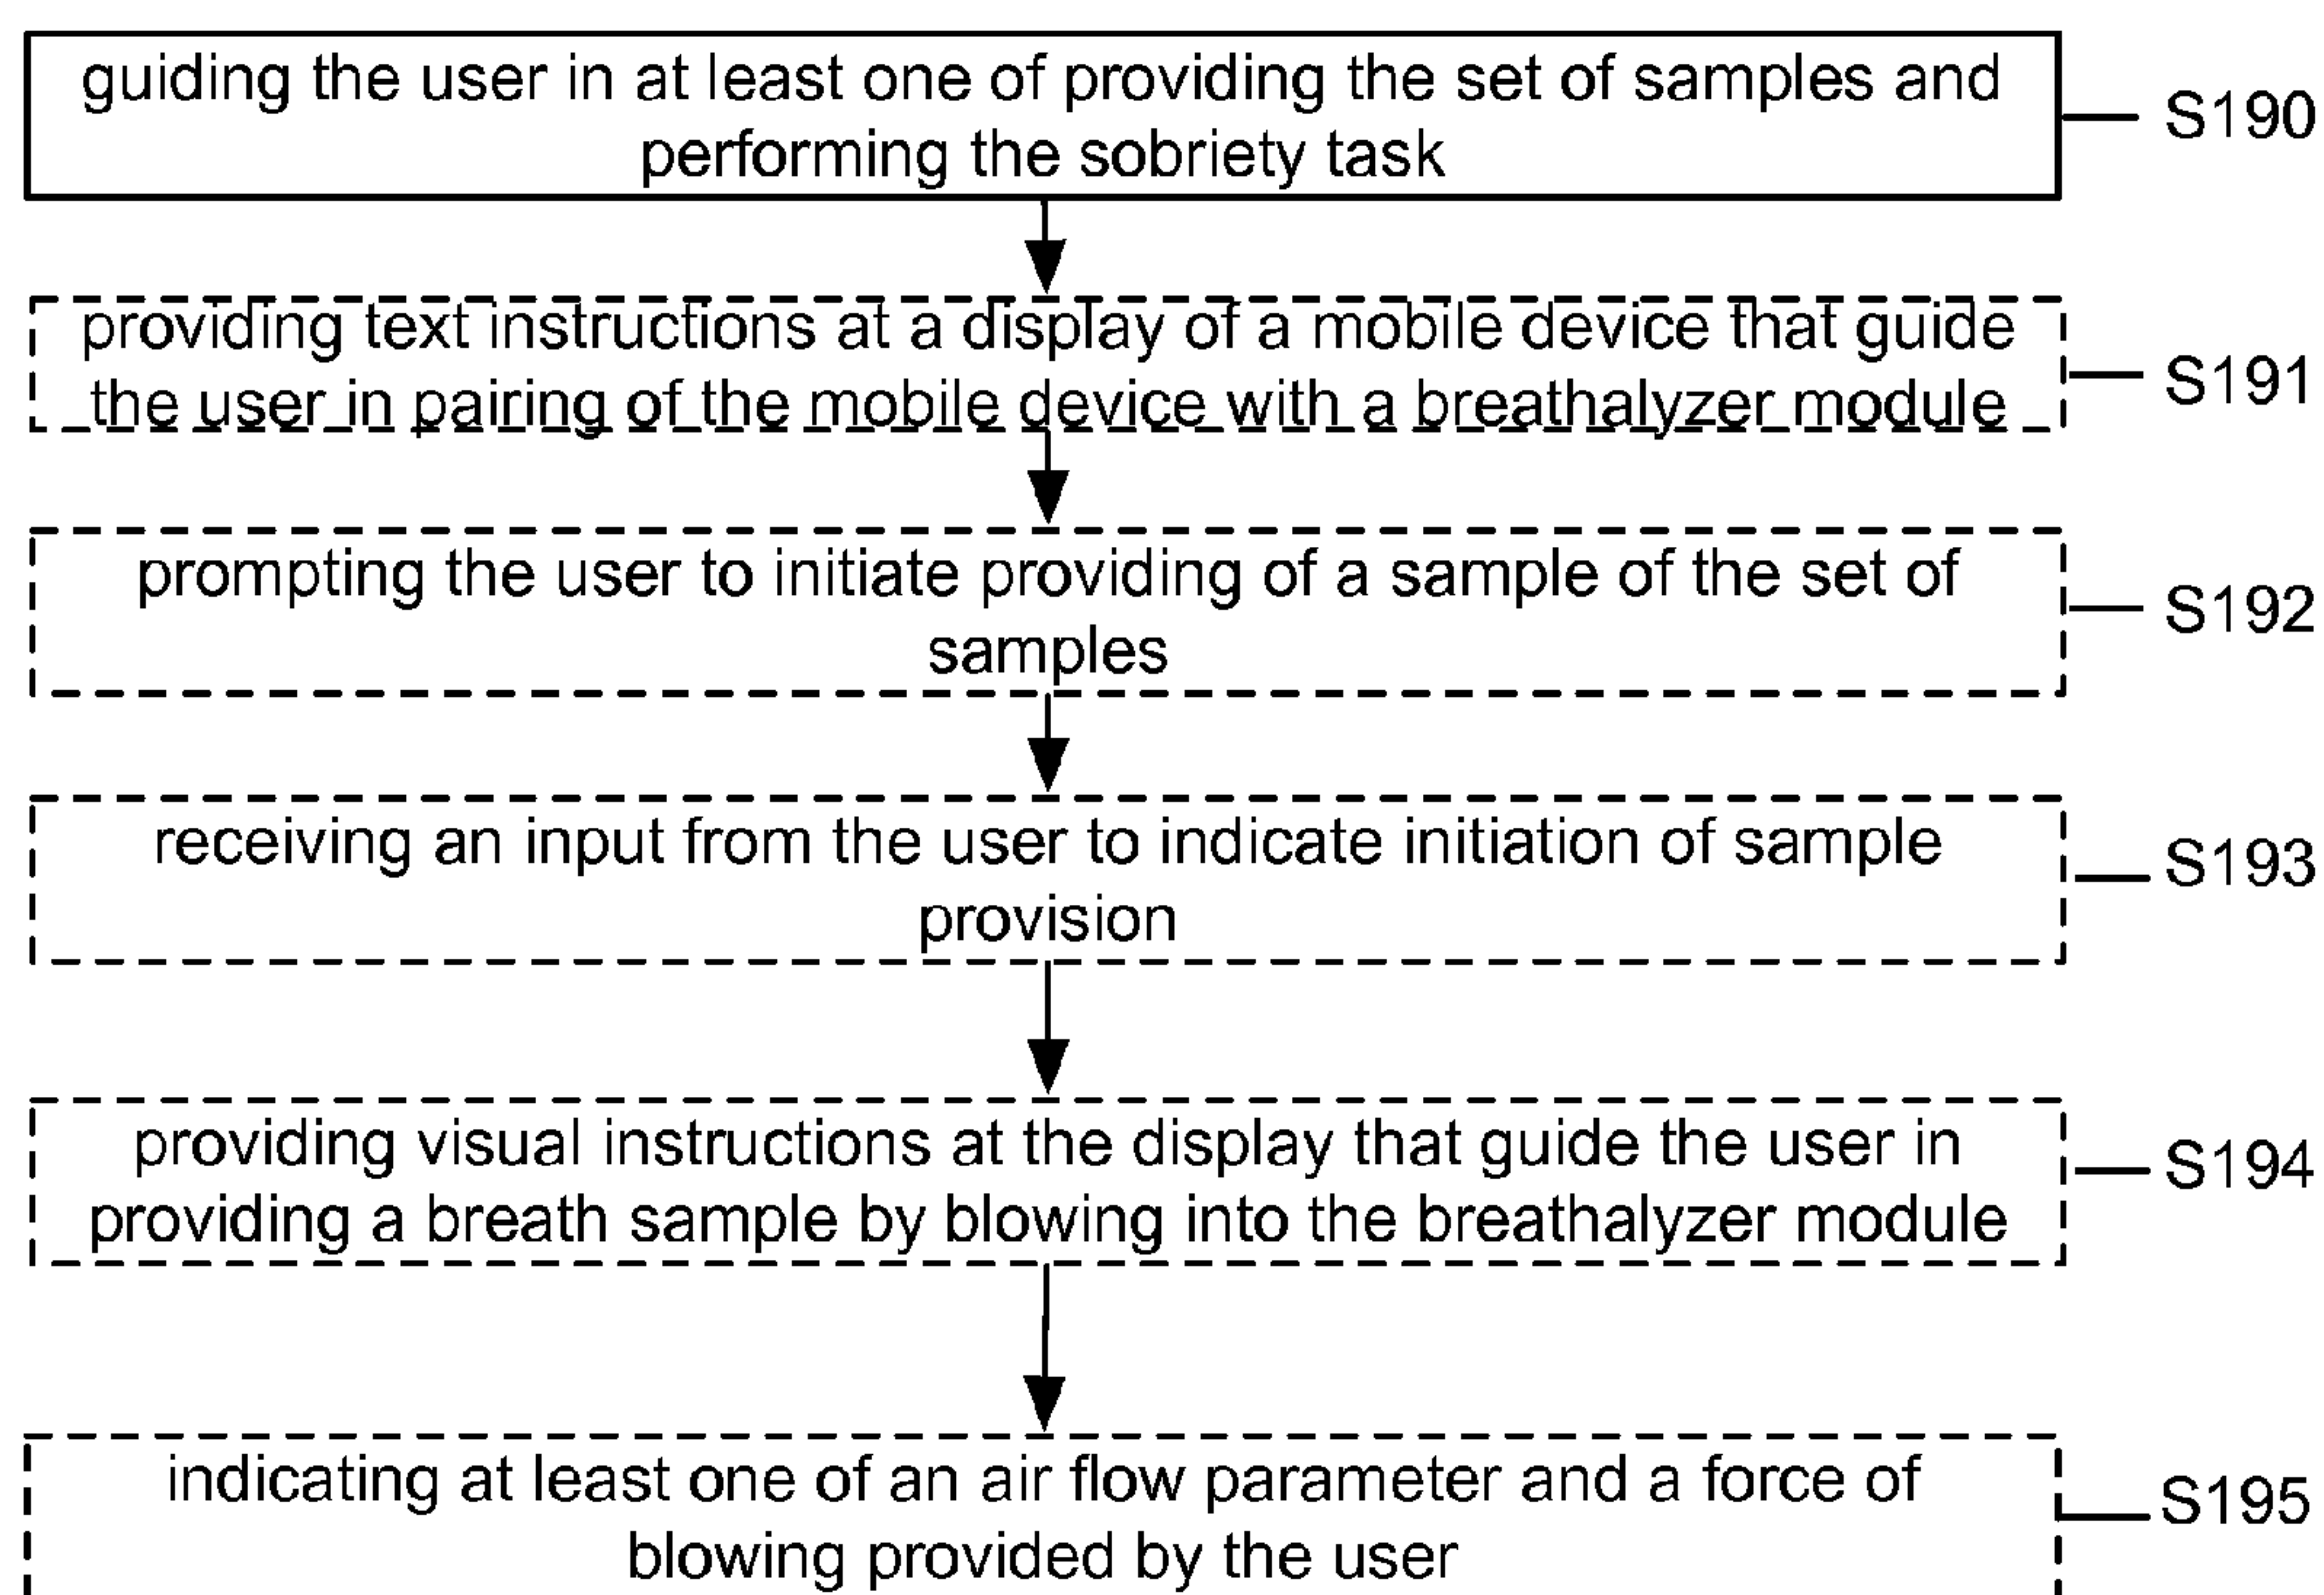 guiding the user in at least one of providing the set of samples and
performing the sobriety task
S190
providing text instructions at a display of a mobile device that guide
the user in pairing of the mobile device with a breathalyzer module
S191
prompting the user to initiate providing of a sample of the set of
samples
S192
receiving an input from the user to indicate initiation of sample
provision
S193
providing visual instructions at the display that guide the user in
providing a breath sample by blowing into the breathalyzer module
S194
indicating at least one of an air flow parameter and a force of
blowing provided by the user
S195